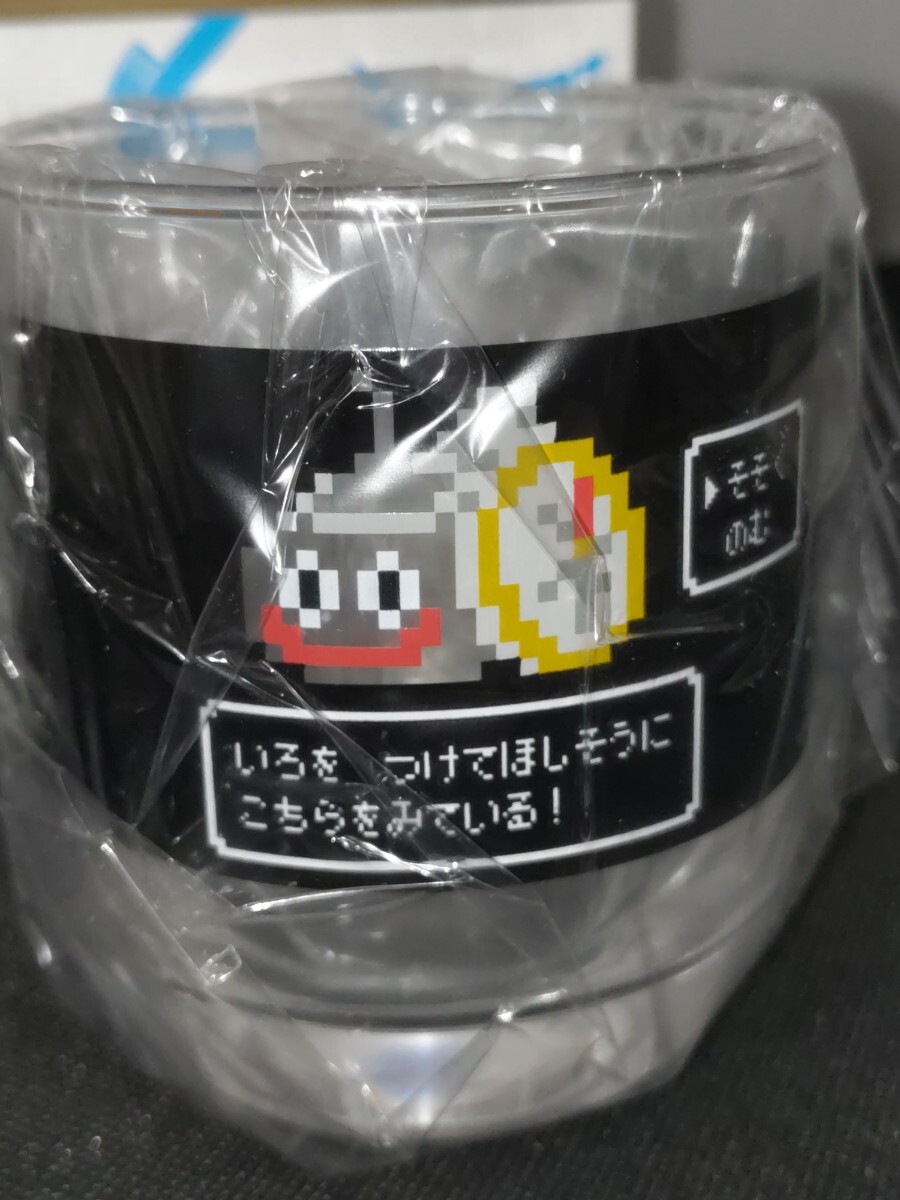 ▶そそ
のむ
いろを つけてほしそうに
こちらをみている！